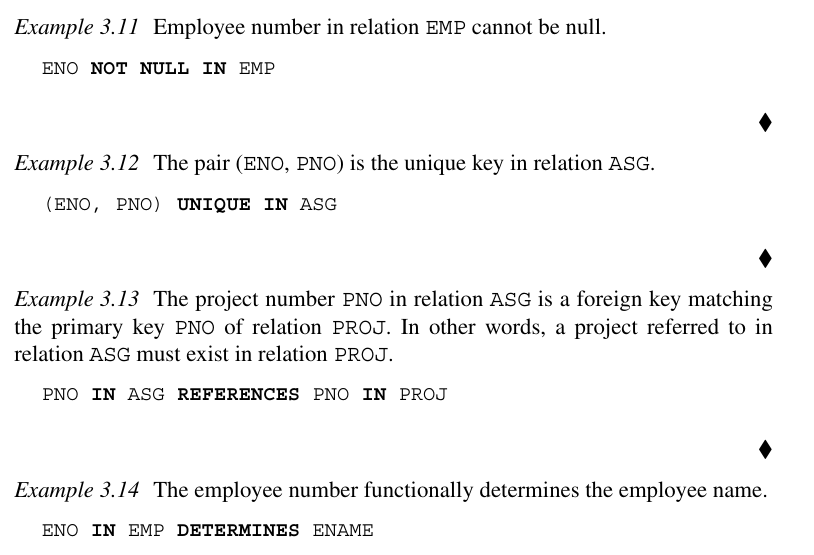 Example 3.11 Employee number in relation EMP cannot be null.
ENO NOT NULL IN EMP
♦
Example 3.12 The pair (ENO, PNO) is the unique key in relation ASG.
(ENO, PNO) UNIQUE IN ASG
♦
Example 3.13 The project number PNO in relation ASG is a foreign key matching
the primary key PNO of relation PROJ. In other words, a project referred to in
relation ASG must exist in relation PROJ.
PNO IN ASG REFERENCES PNO IN PROJ
♦
Example 3.14 The employee number functionally determines the employee name.
ENO IN EMP DETERMINES ENAME